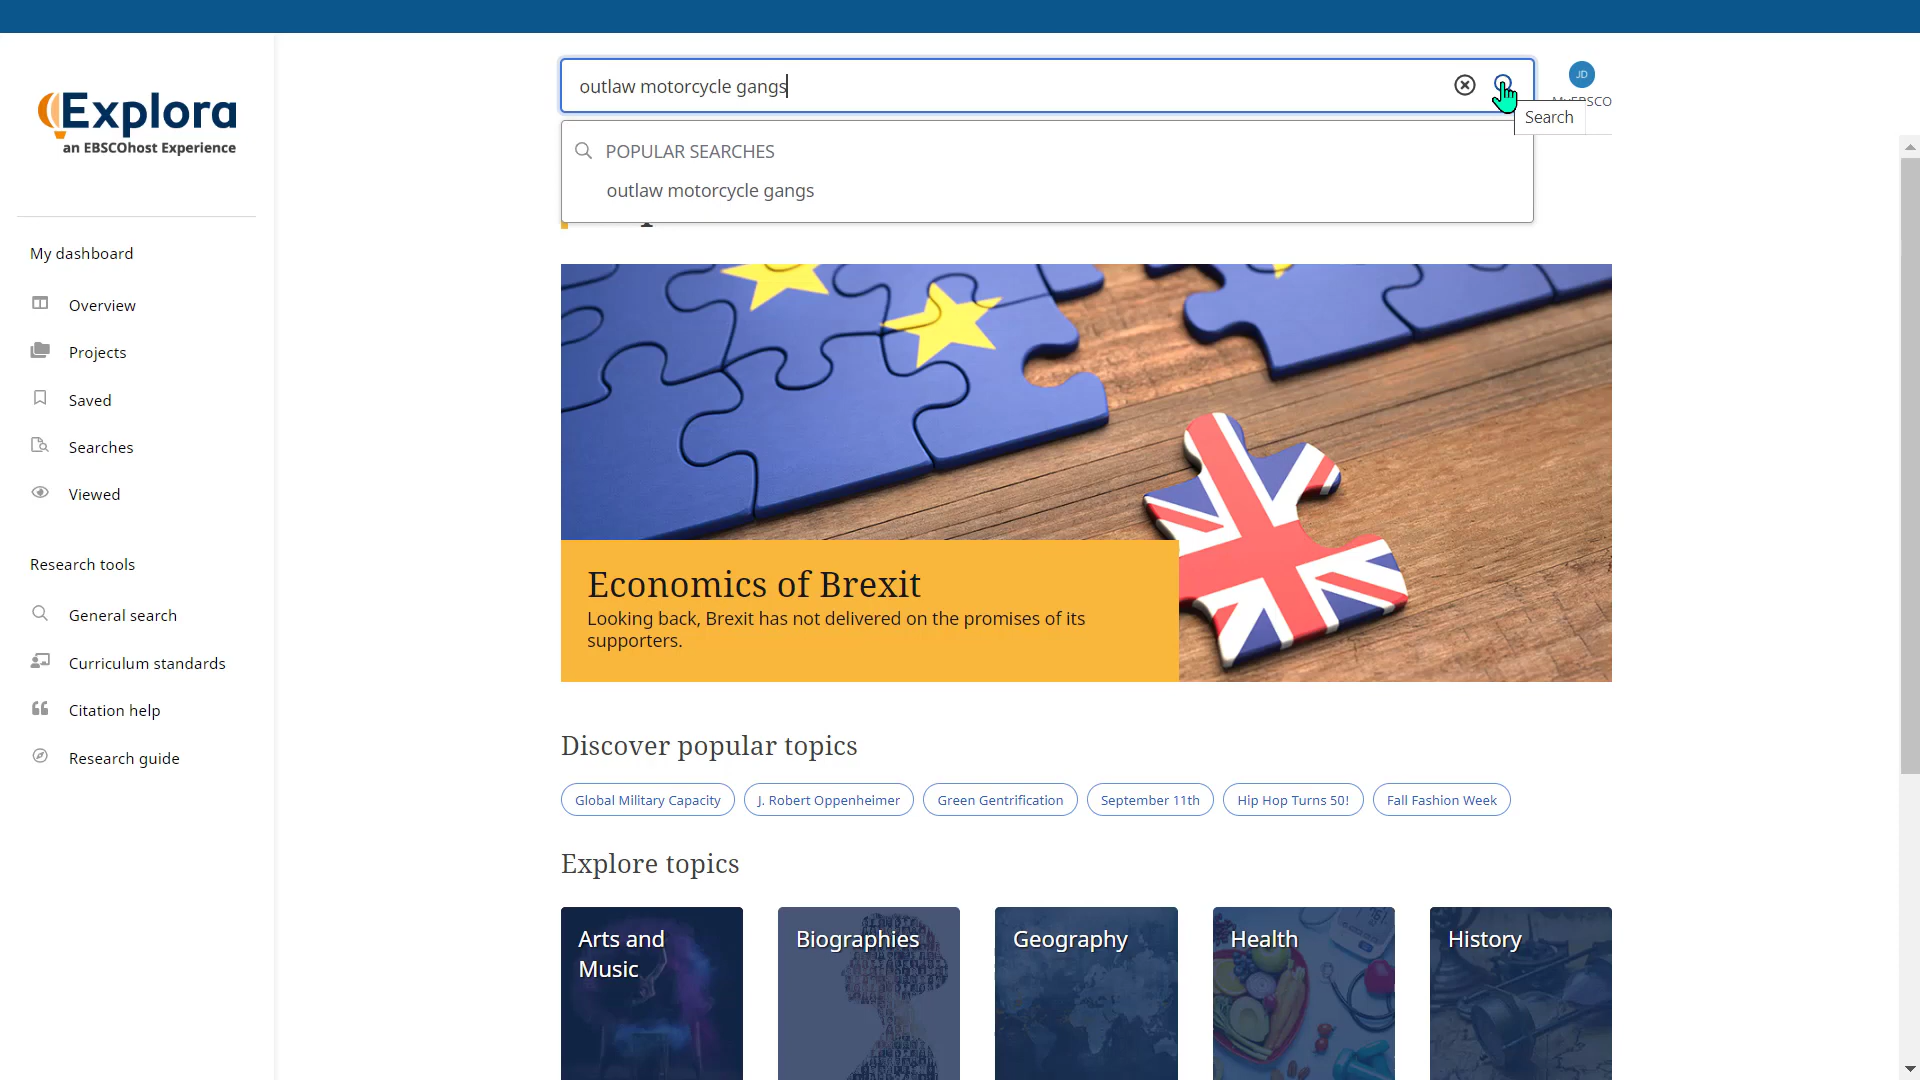 Explora
an EBSCOhost Experience
outlaw motorcycle gangs
JD
Search
POPULAR SEARCHES
outlaw motorcycle gangs
My dashboard
Overview
Projects
Saved
Searches
Viewed
Research tools
General search
Curriculum standards
Citation help
Research guide
Economics of Brexit
Looking back, Brexit has not delivered on the promises of its
supporters.
Discover popular topics
Global Military Capacity
J. Robert Oppenheimer
Green Gentrification
September 11th
Hip Hop Turns 50!
Fall Fashion Week
Explore topics
Arts and
Music
Biographies
Geography
Health
History